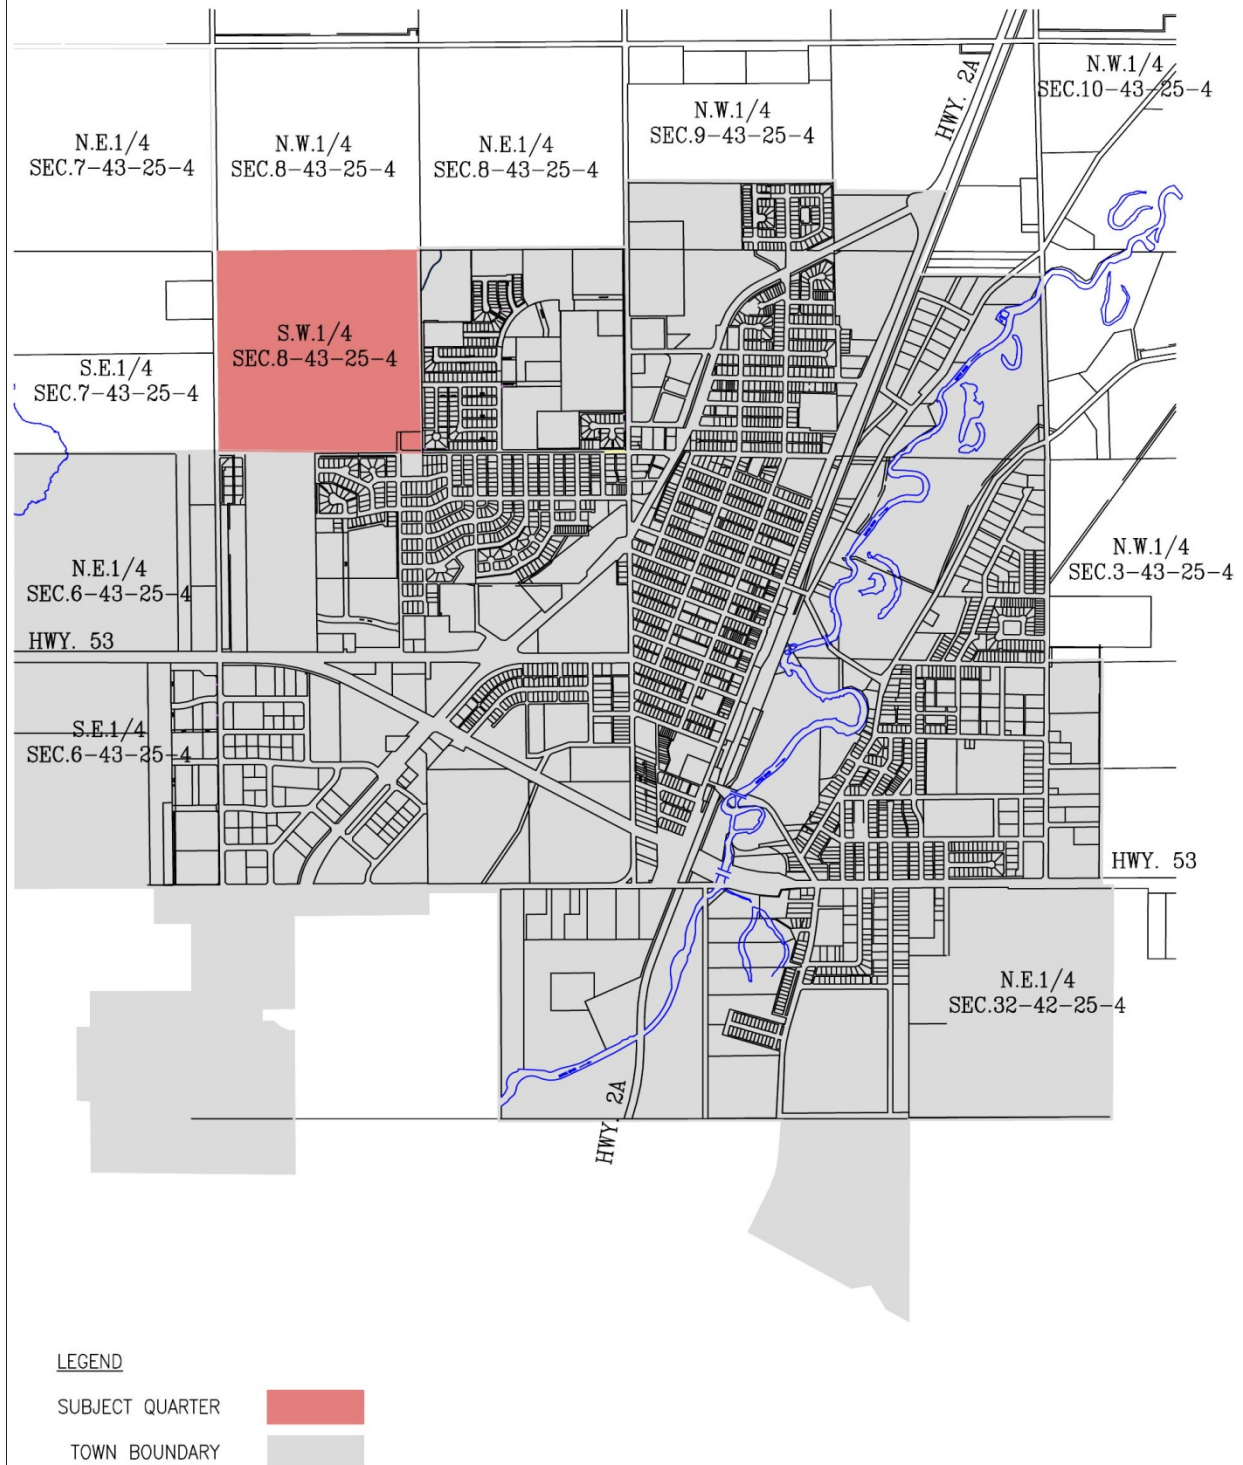 HWY. 2A
N.W.1/4
SEC.10-43-25-4
N.W.1/4
SEC.9-43-25-4
N.E.1/4
SEC.7-43-25-4
N.W.1/4
SEC.8-43-25-4
N.E.1/4
SEC.8-43-25-4
S.W.1/4
SEC.8-43-25-4
S.E.1/4
SEC.7-43-25-4
N.W.1/4
SEC.3-43-25-4
N.E.1/4
SEC.6-43-25-4
HWY. 53
S.E.1/4
SEC.6-43-25-4
HWY. 53
N.E.1/4
SEC.32-42-25-4
HWY. 2A
LEGEND
SUBJECT QUARTER
TOWN BOUNDARY